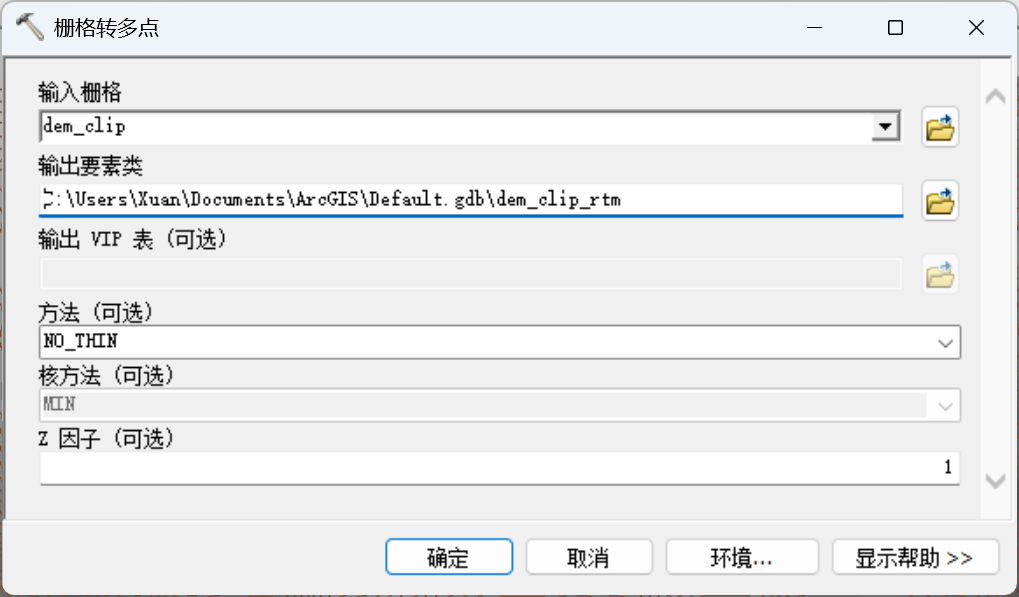 栅格转多点
输入栅格
dem_clip
输出要素类
:\Users\Xuan\Documents\ArcGIS\Default.gdb\dem_clip_rtm
输出 VIP 表 (可选)
方法 (可选)
NO_THIN
核方法 (可选)
MIN
Z 因子 (可选)
1
确定 取消 环境... 显示帮助 >>